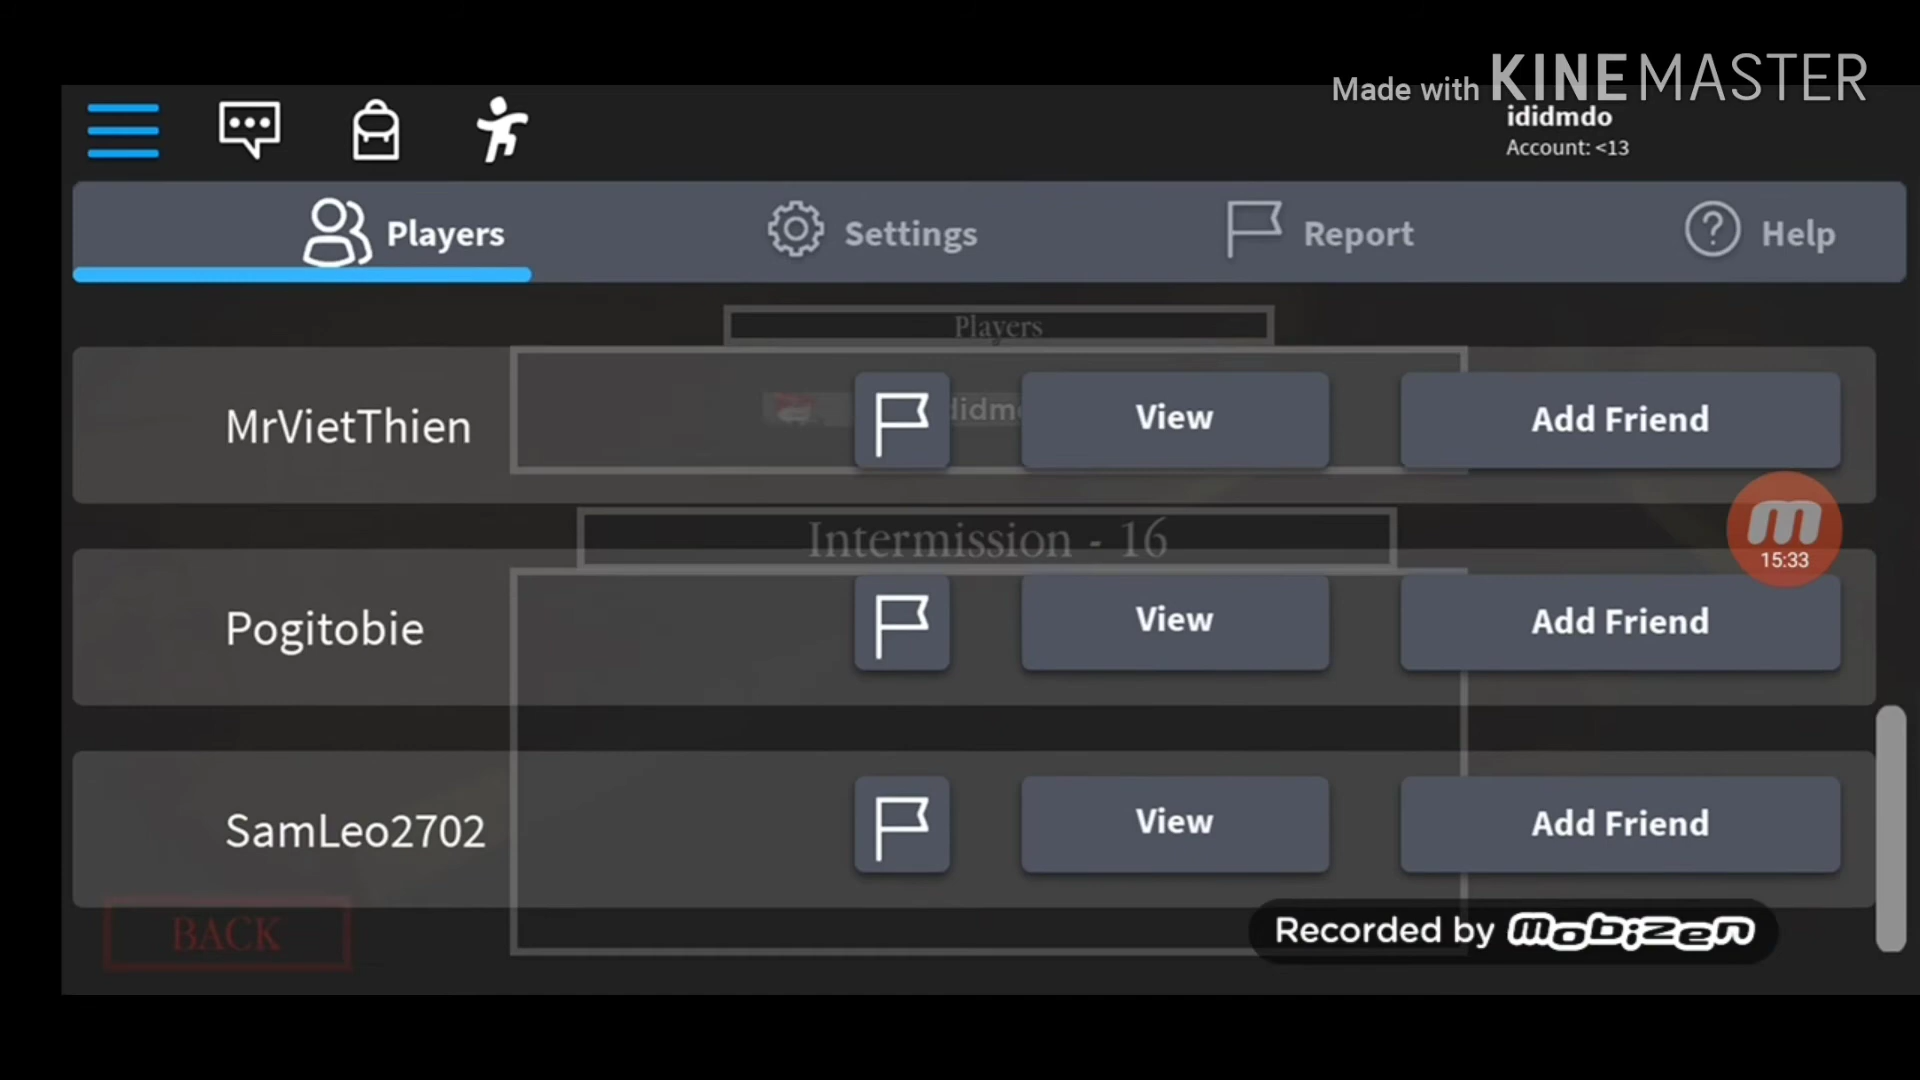 Made with KINEMASTER
ididmdo
Account: <13
Players
Settings
Report
Help
Players
MrVietThien
View
Add Friend
15:33
Intermission - 16
Pogitobie
View
Add Friend
SamLeo2702
View
Add Friend
BACK
Recorded by mobizen